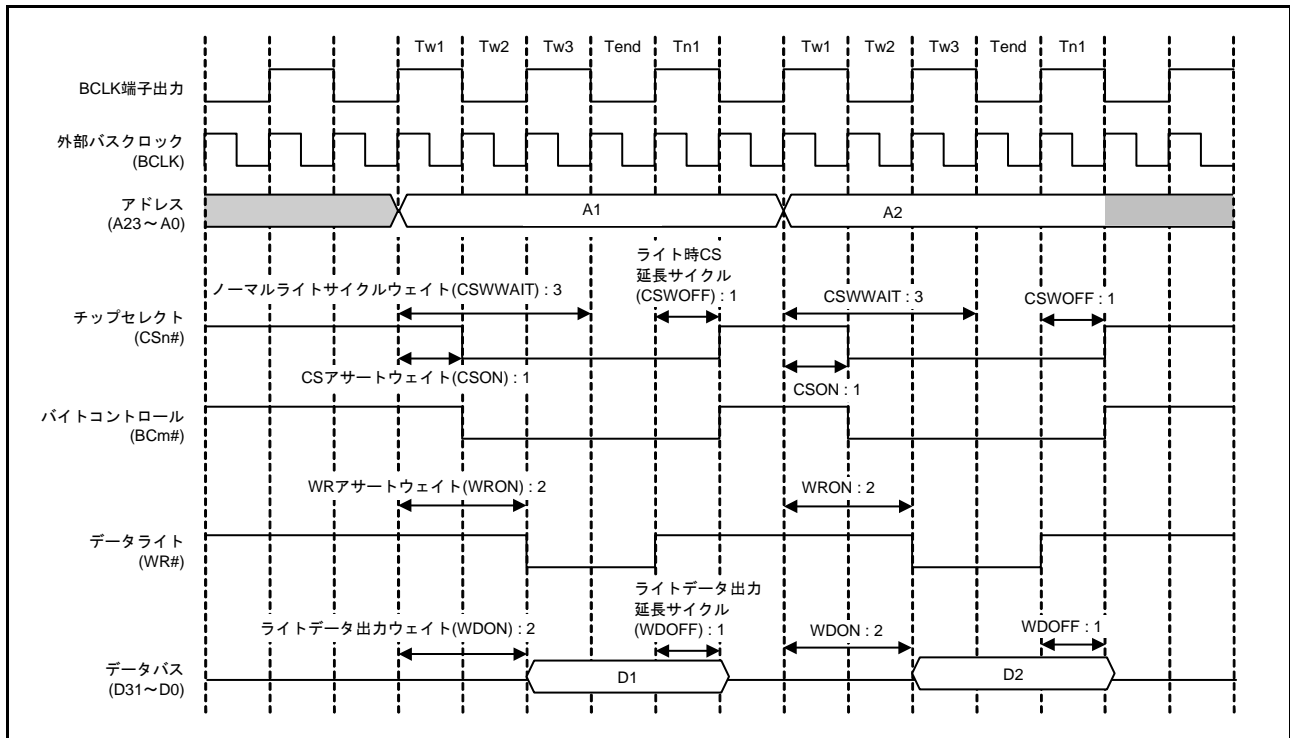 Tw1 Tw2 Tw3 Tend Tn1 Tw1 Tw2 Tw3 Tend Tn1
BCLK端子出力
外部バスクロック
(BCLK)
アドレス
(A23～A0)
A1
A2
ライト時CS
延長サイクル
(CSWOFF) : 1
ノーマルライトサイクルウェイト(CSWWAIT) : 3
CSWWAIT : 3
CSWOFF : 1
チップセレクト
(CSn#)
CSアサートウェイト(CSON) : 1
CSON : 1
バイトコントロール
(BCm#)
WRアサートウェイト(WRON) : 2
WRON : 2
データライト
(WR#)
ライトデータ出力
延長サイクル
(WDOFF) : 1
ライトデータ出力ウェイト(WDON) : 2
WDON : 2
WDOFF : 1
データバス
(D31～D0)
D1
D2